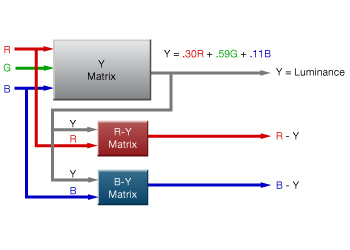 Y = .30R + .59G + .11B
R
G
B
Y
Matrix
Y = Luminance
Y
R
R-Y
Matrix
R - Y
Y
B
B-Y
Matrix
B - Y